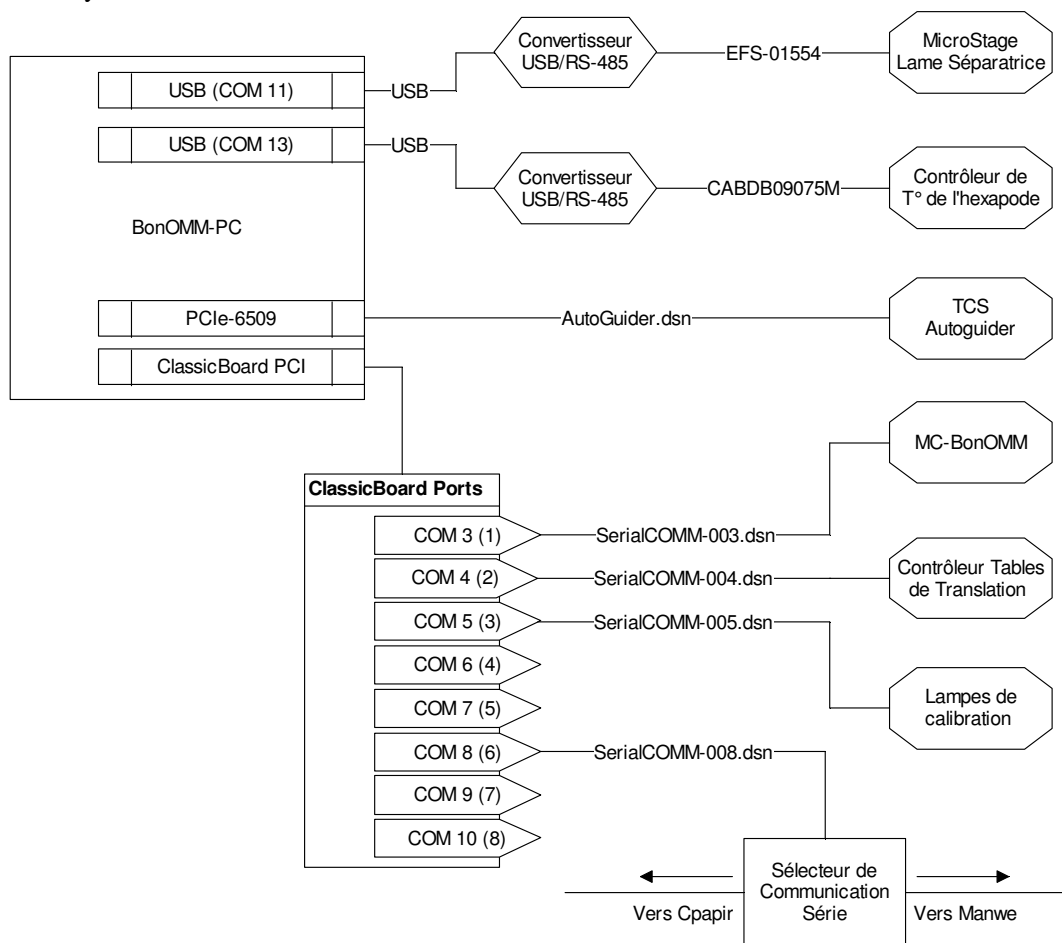 Convertisseur
USB/RS-485
EFS-01554
MicroStage
Lame Séparatrice
USB (COM 11)
USB
USB (COM 13)
USB
Convertisseur
USB/RS-485
CABDB09075M
Contrôleur de
T° de l'hexapode
BonOMM-PC
PCIe-6509
AutoGuider.dsn
TCS
Autoguider
ClassicBoard PCI
MC-BonOMM
ClassicBoard Ports
COM 3 (1)
SerialCOMM-003.dsn
COM 4 (2)
SerialCOMM-004.dsn
Contrôleur Tables
de Translation
COM 5 (3)
SerialCOMM-005.dsn
COM 6 (4)
COM 7 (5)
Lampes de
calibration
COM 8 (6)
SerialCOMM-008.dsn
COM 9 (7)
COM 10 (8)
Sélecteur de
Communication
Série
Vers Cpapir
Vers Manwe